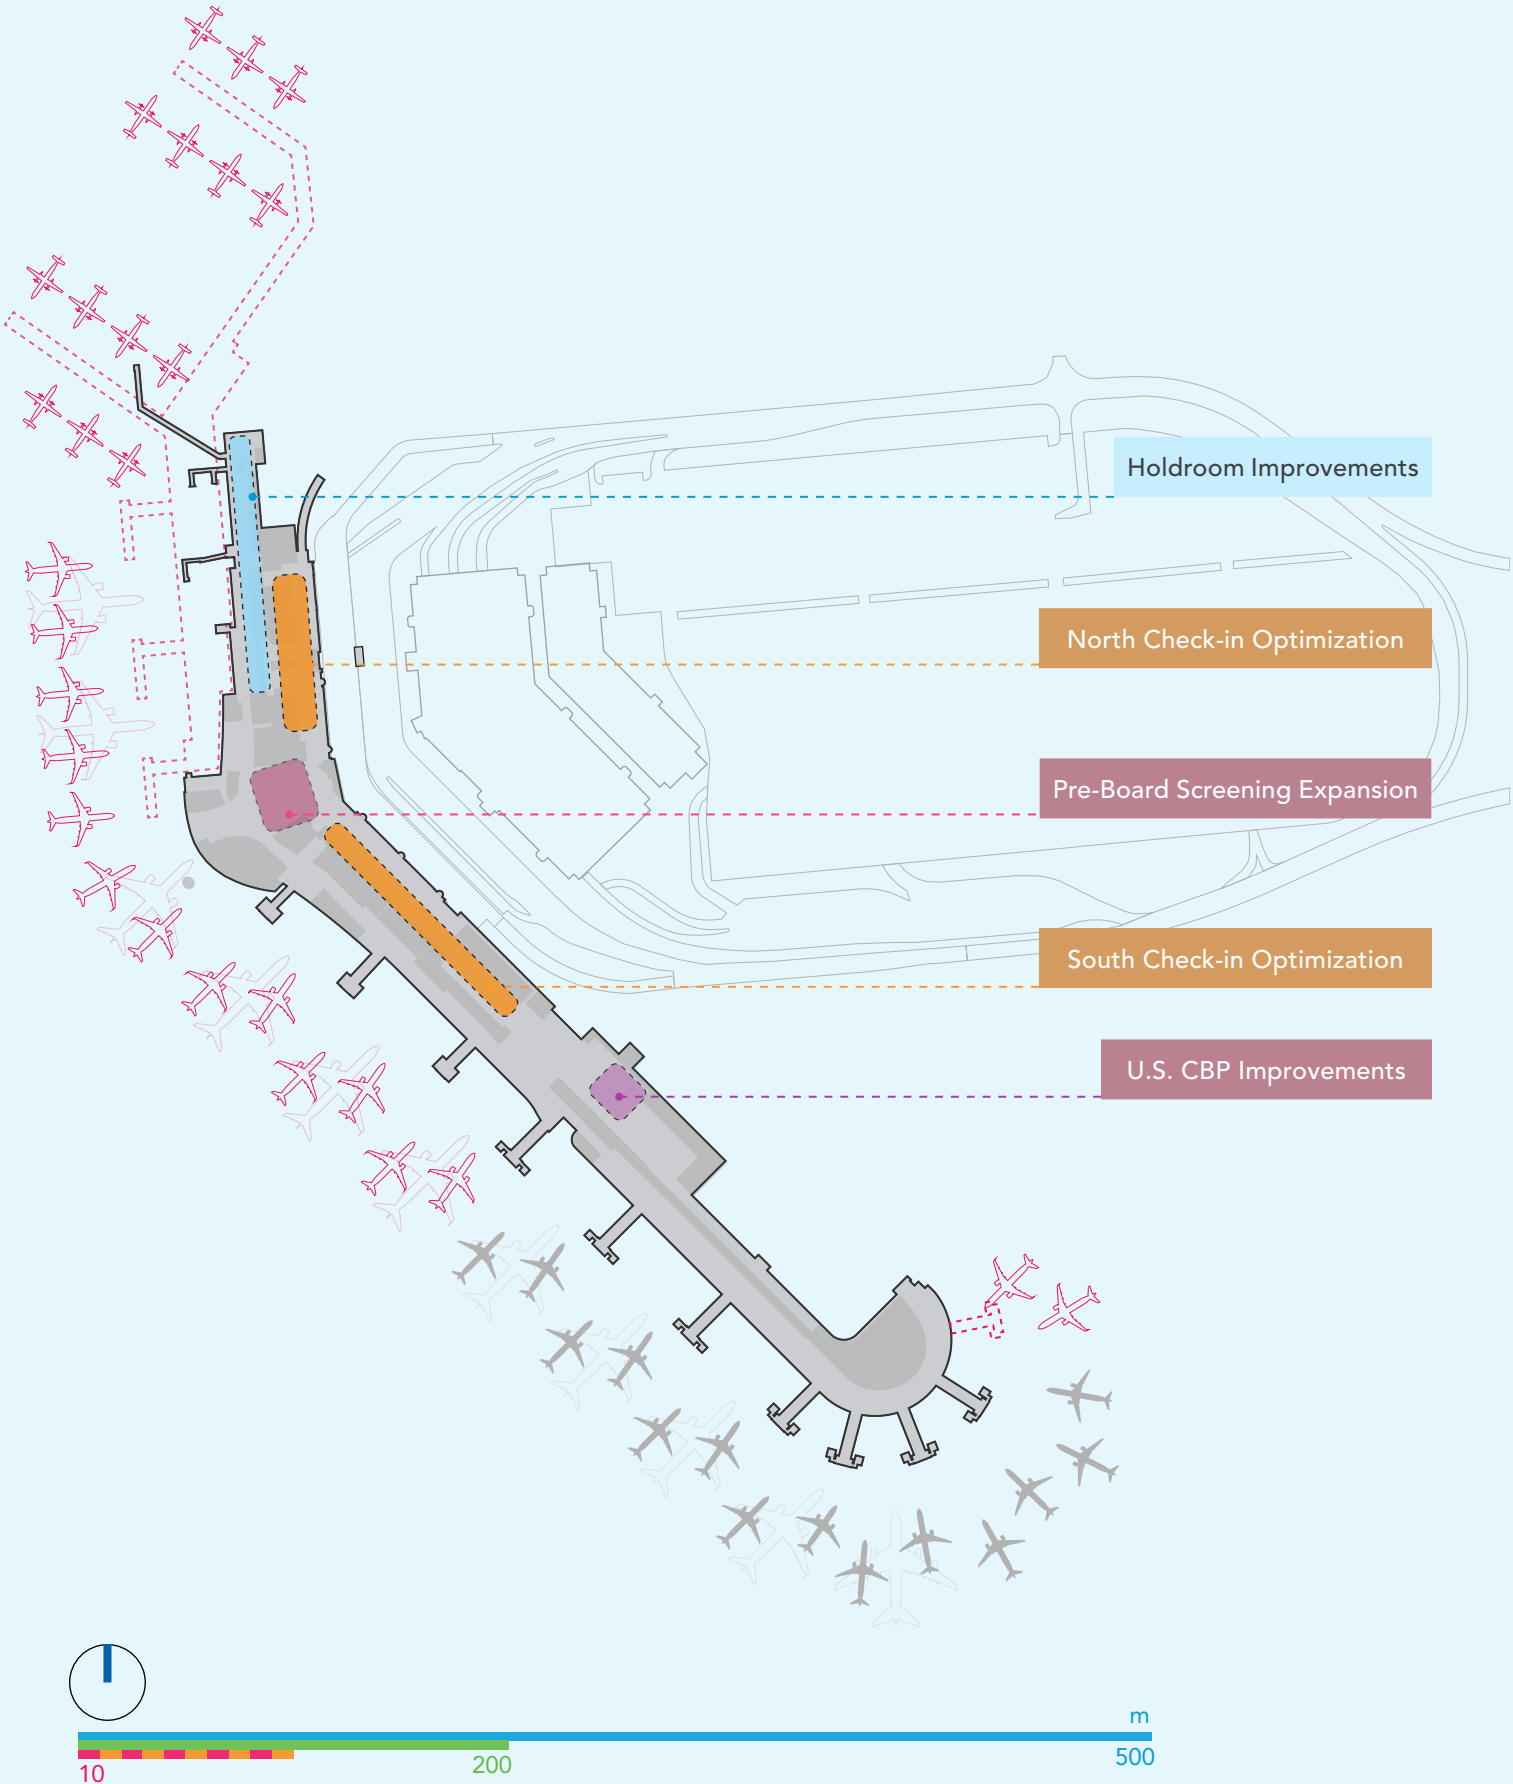 Holdroom Improvements
North Check-in Optimization
Pre-Board Screening Expansion
South Check-in Optimization
U.S. CBP Improvements
m
10
200
500